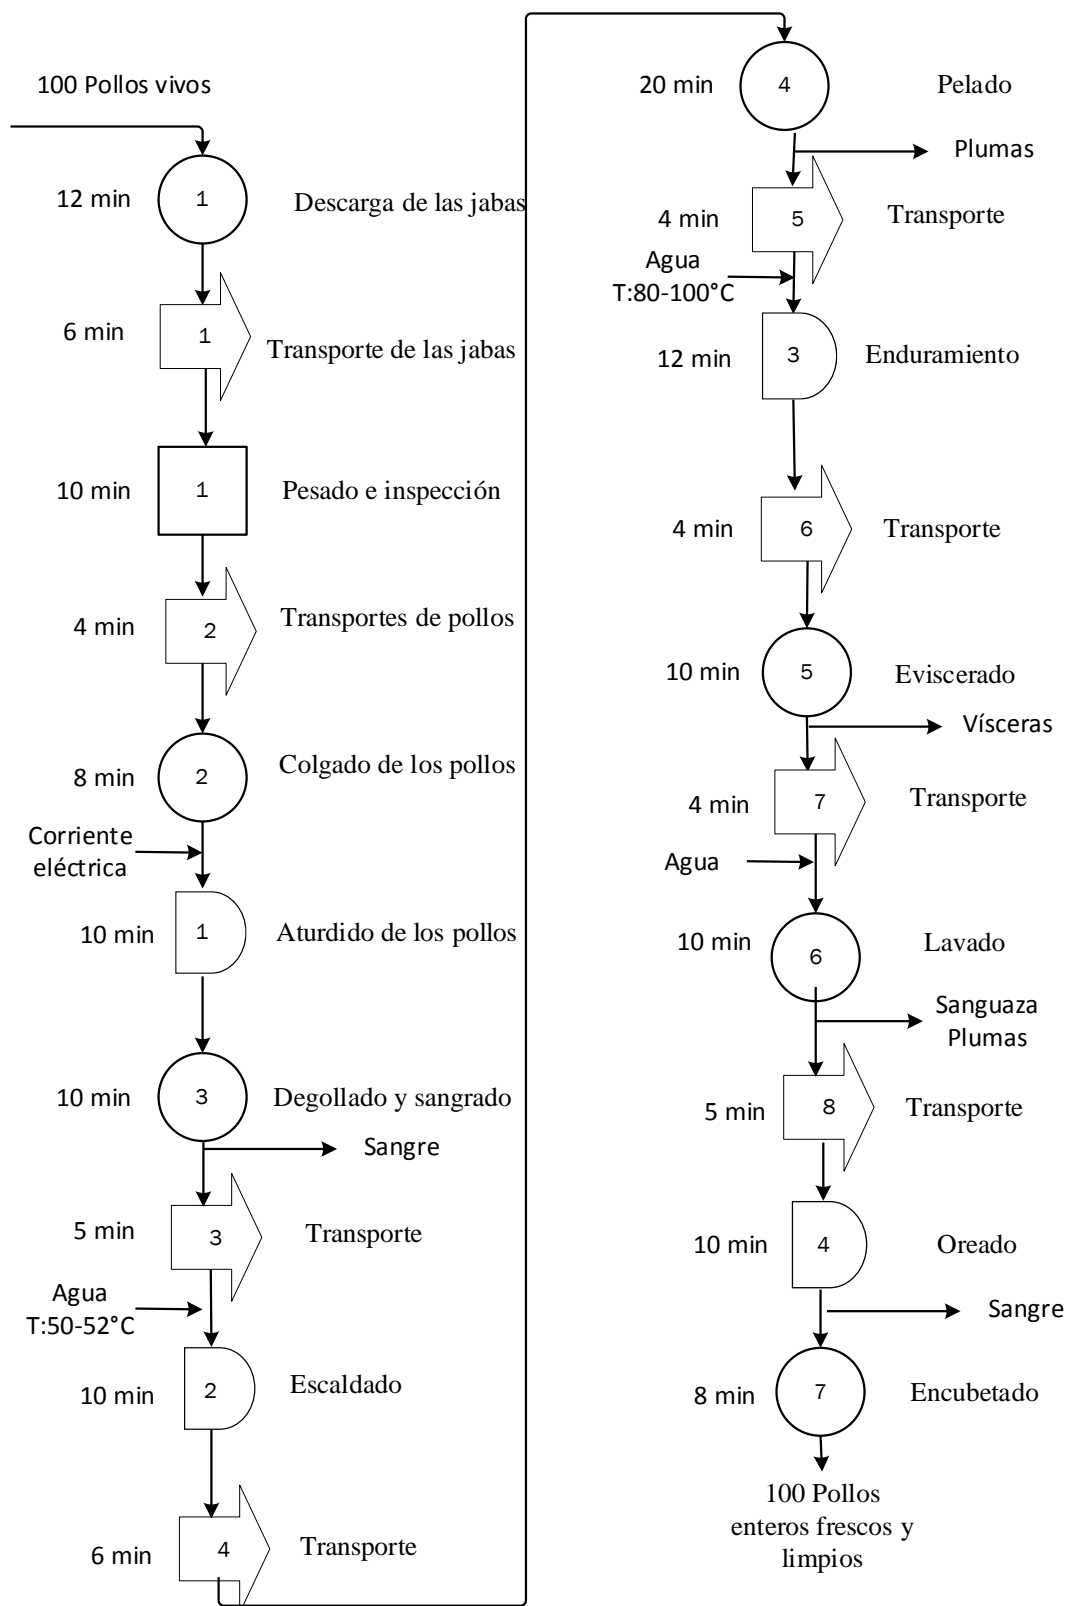 100 Pollos vivos
12 min
1
Descarga de las jabas
6 min
1
Transporte de las jabas
10 min
1
Pesado e inspección
4 min
2
Transportes de pollos
8 min
2
Colgado de los pollos
Corriente
eléctrica
10 min
1
Aturdido de los pollos
10 min
3
Degollado y sangrado
Sangre
5 min
3
Transporte
Agua
T:50-52°C
10 min
2
Escaldado
6 min
4
Transporte
20 min
4
Pelado
Plumas
4 min
5
Transporte
Agua
T:80-100°C
12 min
3
Enduramiento
4 min
6
Transporte
10 min
5
Eviscerado
Vísceras
4 min
7
Transporte
Agua
10 min
6
Lavado
Sanguaza
Plumas
5 min
8
Transporte
10 min
4
Oreado
Sangre
8 min
7
Encubetado
100 Pollos
enteros frescos y
limpios